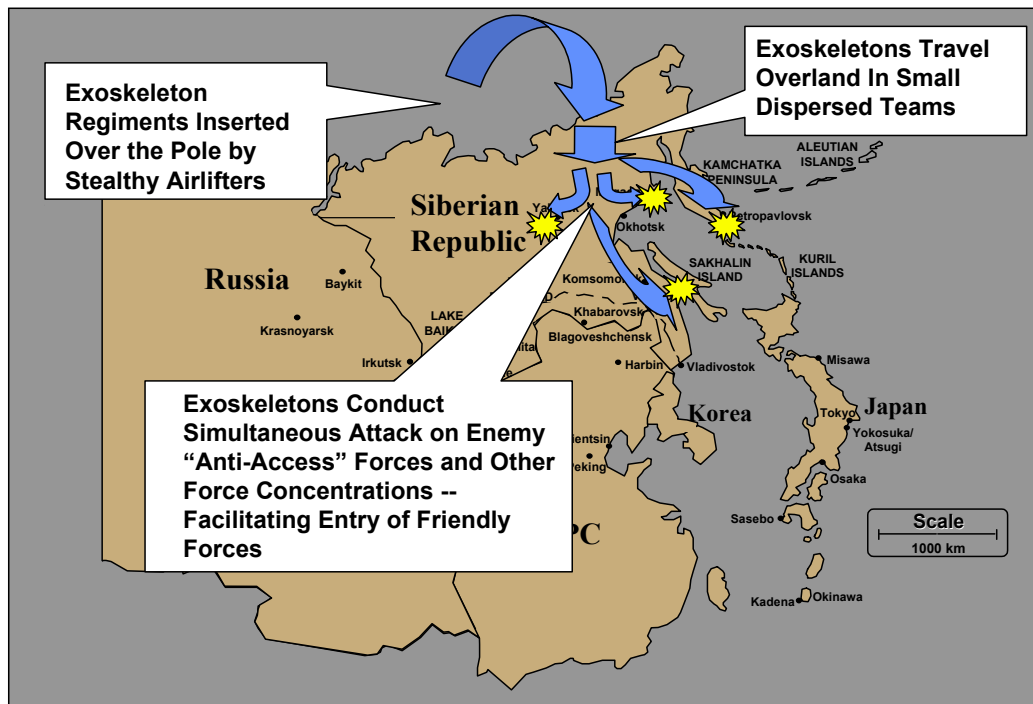 Exoskeleton
Regiments Inserted
Over the Pole by
Stealthy Airlifters
Exoskeletons Travel
Overland In Small
Dispersed Teams
ALEUTIAN
ISLANDS
KAMCHATKA
PENINSULA
Siberian
Republic
Okhotsk
SAKHALIN
ISLAND
KURIL
ISLANDS
Russia
Baykit
Krasnoyarsk
LAKE
Irkutsk
Khabarovsk
Blagoveshchensk
Harbin
Vladivostok
Misawa
Korea
Japan
Tokyo
Yokosuka/
Atsugi
Osaka
Sasebo
Kadena
Okinawa
Scale
1000 km
Exoskeletons Conduct
Simultaneous Attack on Enemy
“Anti-Access” Forces and Other
Force Concentrations --
Facilitating Entry of Friendly
Forces